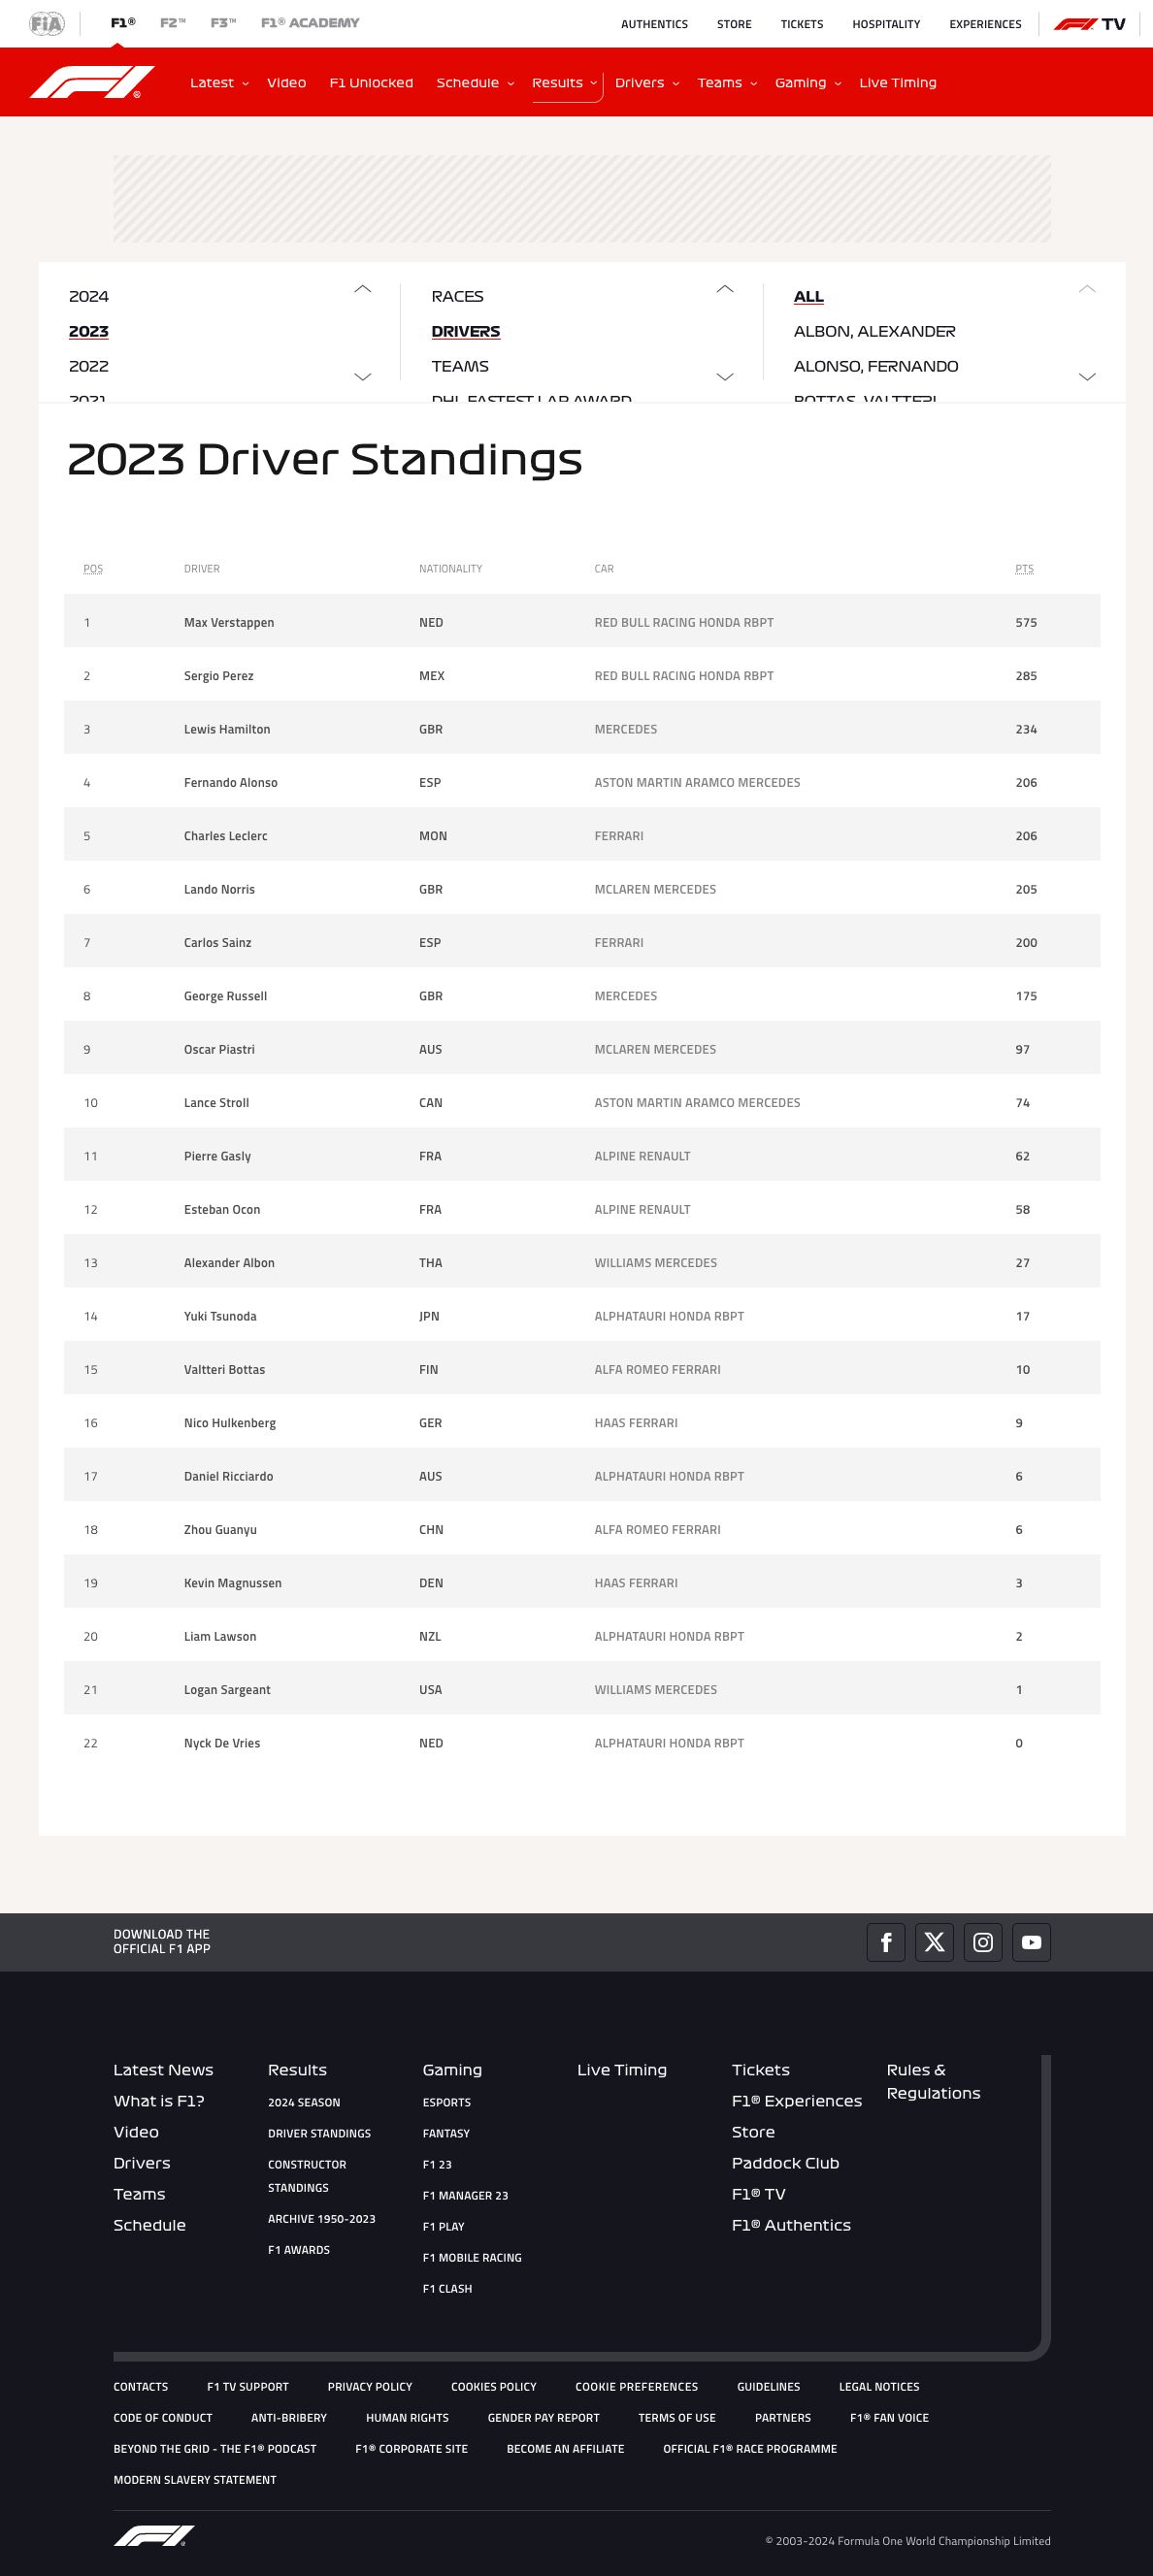 FIA F1® F2™ F3™ F1® ACADEMY AUTHENTICS STORE TICKETS HOSPITALITY EXPERIENCES F1 TV
F1® Latest Video F1 Unlocked Schedule Results Drivers Teams Gaming Live Timing
2024 RACES ALL
2023 DRIVERS ALBON, ALEXANDER
2022 TEAMS ALONSO, FERNANDO
2021 DHL FASTEST LAP AWARD BOTTAS, VALTTERI
2023 Driver Standings
POS DRIVER NATIONALITY CAR PTS
1 Max Verstappen NED RED BULL RACING HONDA RBPT 575
2 Sergio Perez MEX RED BULL RACING HONDA RBPT 285
3 Lewis Hamilton GBR MERCEDES 234
4 Fernando Alonso ESP ASTON MARTIN ARAMCO MERCEDES 206
5 Charles Leclerc MON FERRARI 206
6 Lando Norris GBR MCLAREN MERCEDES 205
7 Carlos Sainz ESP FERRARI 200
8 George Russell GBR MERCEDES 175
9 Oscar Piastri AUS MCLAREN MERCEDES 97
10 Lance Stroll CAN ASTON MARTIN ARAMCO MERCEDES 74
11 Pierre Gasly FRA ALPINE RENAULT 62
12 Esteban Ocon FRA ALPINE RENAULT 58
13 Alexander Albon THA WILLIAMS MERCEDES 27
14 Yuki Tsunoda JPN ALPHATAURI HONDA RBPT 17
15 Valtteri Bottas FIN ALFA ROMEO FERRARI 10
16 Nico Hulkenberg GER HAAS FERRARI 9
17 Daniel Ricciardo AUS ALPHATAURI HONDA RBPT 6
18 Zhou Guanyu CHN ALFA ROMEO FERRARI 6
19 Kevin Magnussen DEN HAAS FERRARI 3
20 Liam Lawson NZL ALPHATAURI HONDA RBPT 2
21 Logan Sargeant USA WILLIAMS MERCEDES 1
22 Nyck De Vries NED ALPHATAURI HONDA RBPT 0
DOWNLOAD THE
OFFICIAL F1 APP
Latest News
What is F1?
Video
Drivers
Teams
Schedule
Results
2024 SEASON
DRIVER STANDINGS
CONSTRUCTOR
STANDINGS
ARCHIVE 1950-2023
F1 AWARDS
Gaming
ESPORTS
FANTASY
F1 23
F1 MANAGER 23
F1 PLAY
F1 MOBILE RACING
F1 CLASH
Live Timing
Tickets
F1® Experiences
Store
Paddock Club
F1® TV
F1® Authentics
Rules &
Regulations
CONTACTS F1 TV SUPPORT PRIVACY POLICY COOKIES POLICY COOKIE PREFERENCES GUIDELINES LEGAL NOTICES
CODE OF CONDUCT ANTI-BRIBERY HUMAN RIGHTS GENDER PAY REPORT TERMS OF USE PARTNERS F1® FAN VOICE
BEYOND THE GRID - THE F1® PODCAST F1® CORPORATE SITE BECOME AN AFFILIATE OFFICIAL F1® RACE PROGRAMME
MODERN SLAVERY STATEMENT
F1® © 2003-2024 Formula One World Championship Limited